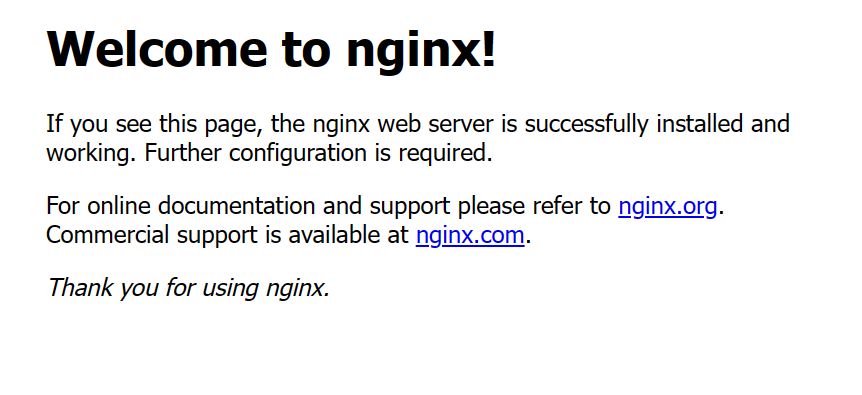 Welcome to nginx!
If you see this page, the nginx web server is successfully installed and
working. Further configuration is required.
For online documentation and support please refer to nginx.org.
Commercial support is available at nginx.com.
Thank you for using nginx.